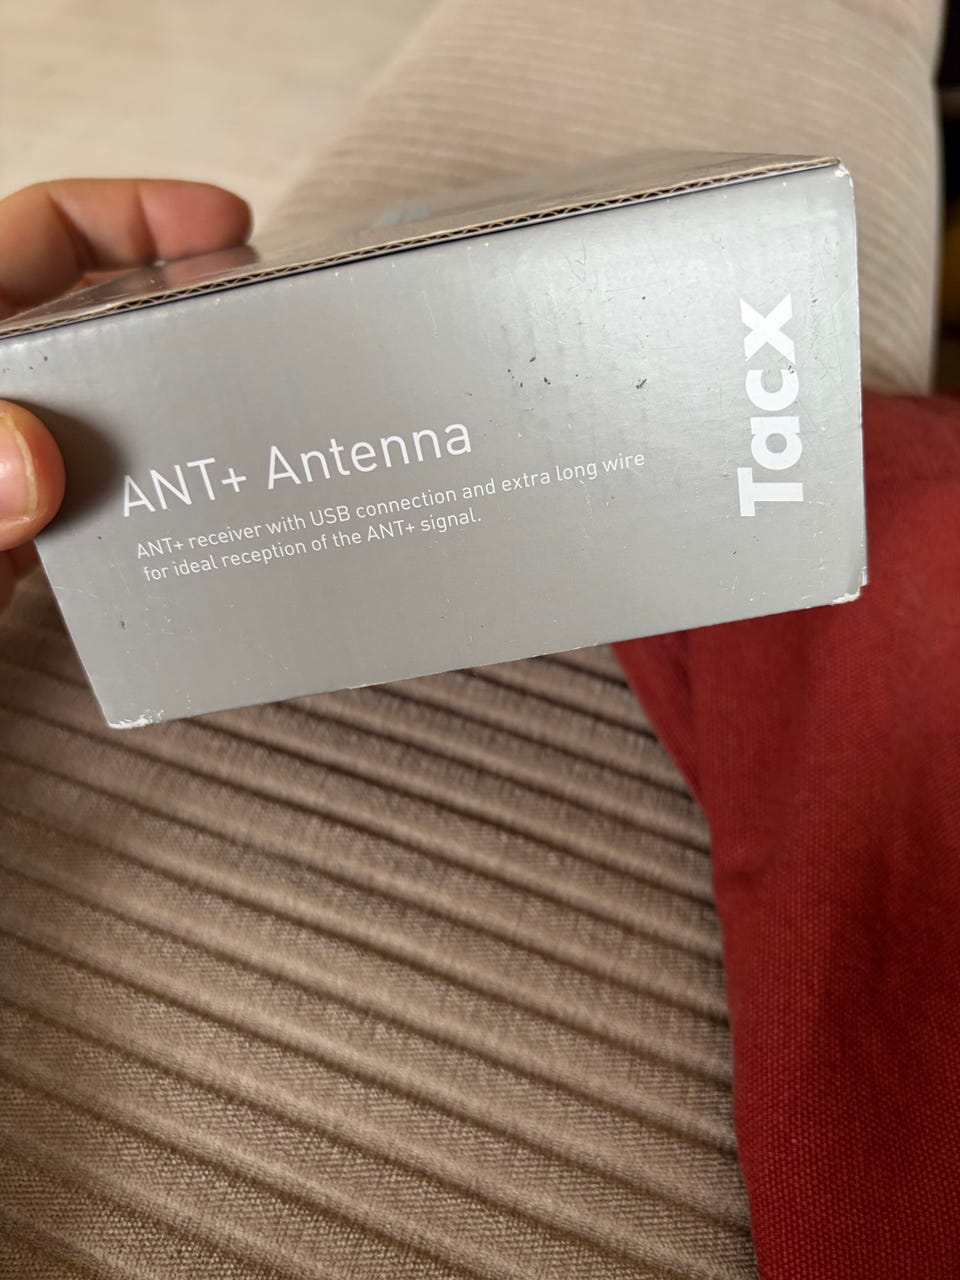 ANT+ Antenna
ANT+ receiver with USB connection and extra long wire
for ideal reception of the ANT+ signal.
Tacx